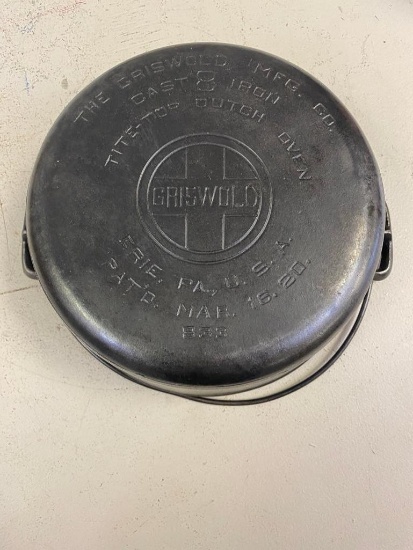 THE GRISWOLD MFG. CO.
CAST 8 IRON
TITE-TOP DUTCH OVEN
GRISWOLD
ERIE, PA., U.S.A.
PAT'D. MAR. 16. 20.
833